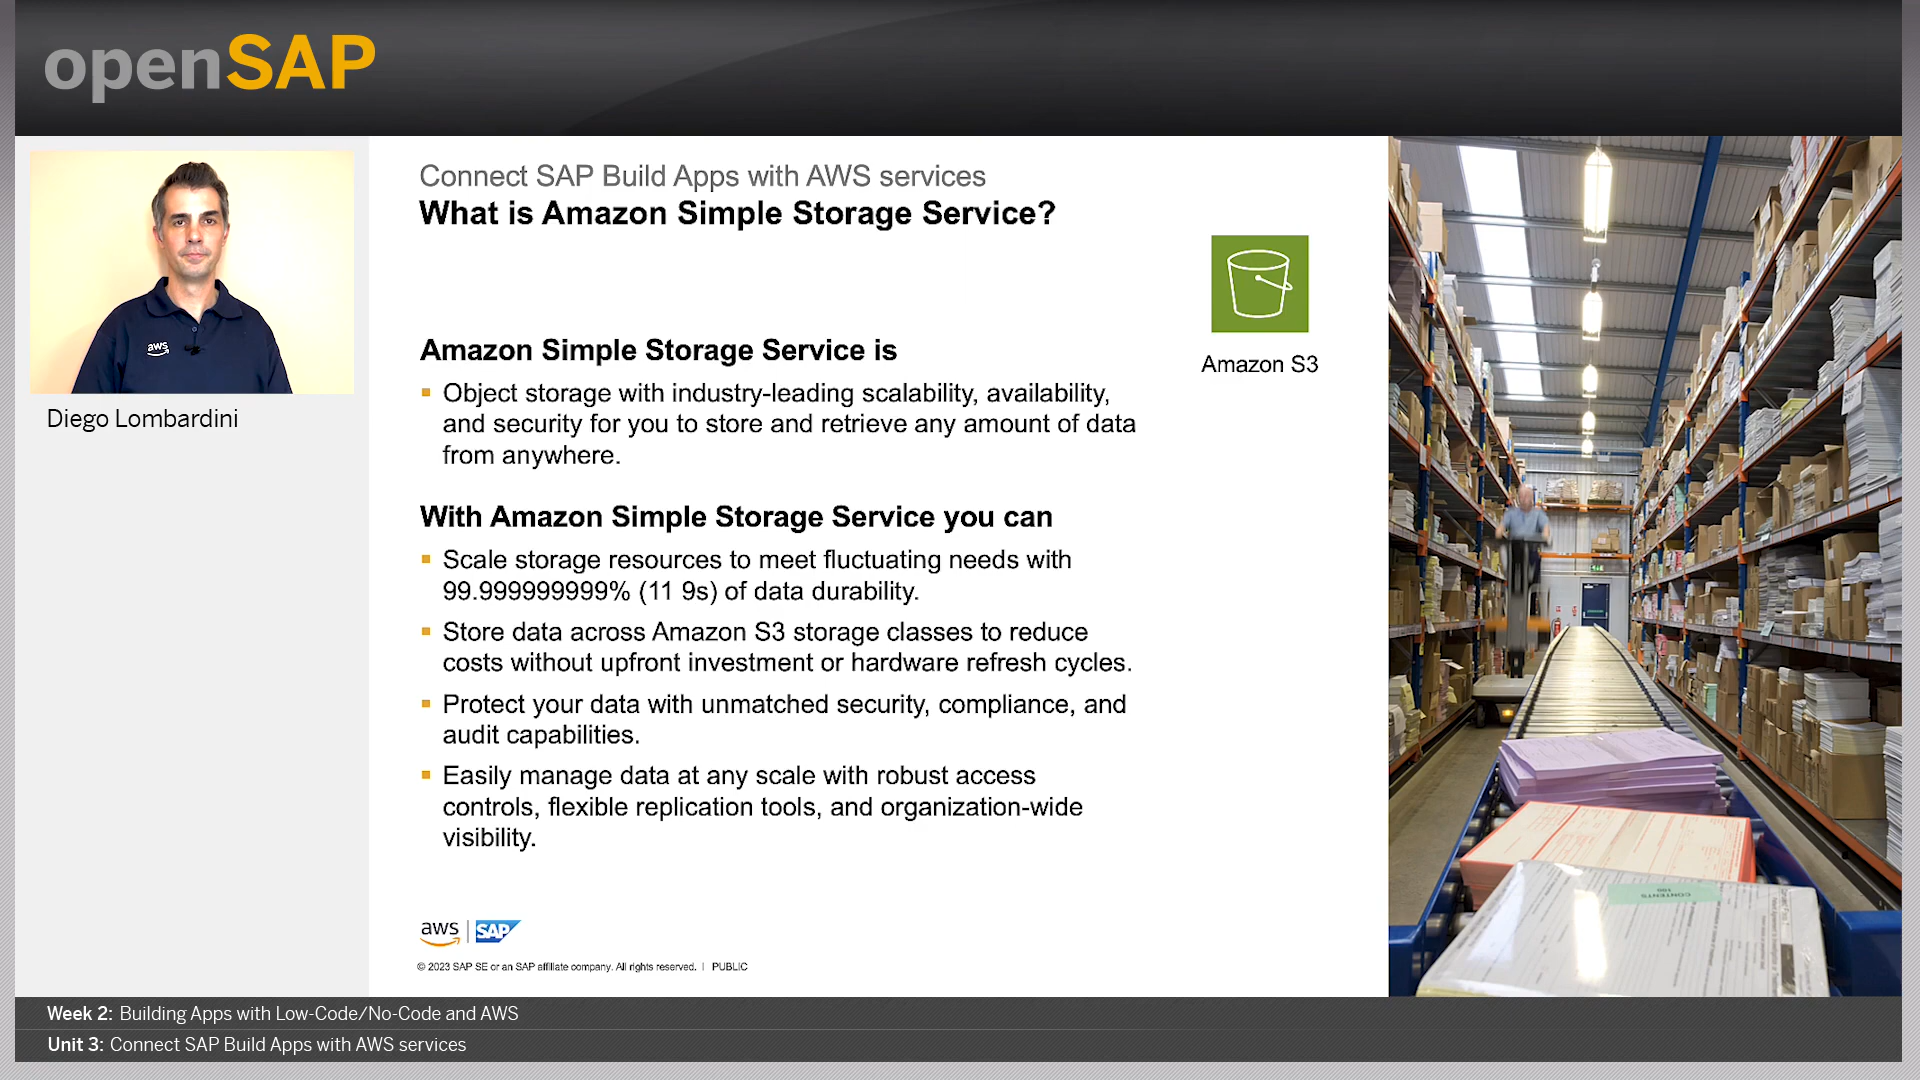 openSAP
aws
Diego Lombardini
Connect SAP Build Apps with AWS services
What is Amazon Simple Storage Service?
Amazon S3
Amazon Simple Storage Service is
Object storage with industry-leading scalability, availability,
and security for you to store and retrieve any amount of data
from anywhere.
With Amazon Simple Storage Service you can
Scale storage resources to meet fluctuating needs with
99.999999999% (11 9s) of data durability.
Store data across Amazon S3 storage classes to reduce
costs without upfront investment or hardware refresh cycles.
Protect your data with unmatched security, compliance, and
audit capabilities.
Easily manage data at any scale with robust access
controls, flexible replication tools, and organization-wide
visibility.
CONTENTS
aws | SAP
© 2023 SAP SE or an SAP affiliate company. All rights reserved. | PUBLIC
Week 2: Building Apps with Low-Code/No-Code and AWS
Unit 3: Connect SAP Build Apps with AWS services